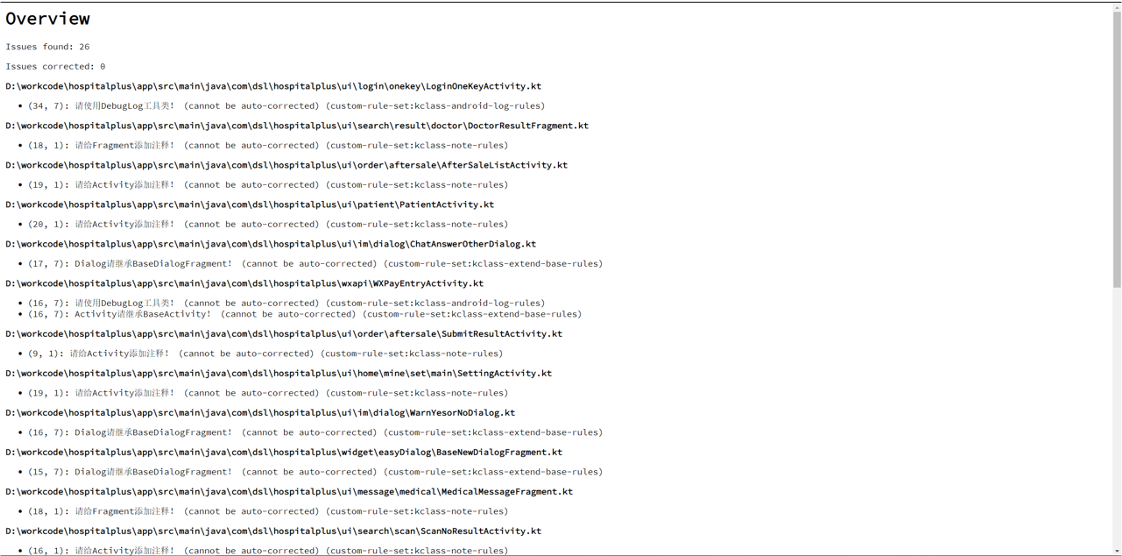 Overview
Issues found: 26
Issues corrected: 0
D:\workcode\hospitalplus\app\src\main\java\com\dsl\hospitalplus\ui\login\onekey\LoginOneKeyActivity.kt
• (34, 7): 请使用DebugLog工具类! (cannot be auto-corrected) (custom-rule-set:kclass-android-log-rules)
D:\workcode\hospitalplus\app\src\main\java\com\dsl\hospitalplus\ui\search\result\doctor\DoctorResultFragment.kt
• (18, 1): 请给Fragment添加注释! (cannot be auto-corrected) (custom-rule-set:kclass-note-rules)
D:\workcode\hospitalplus\app\src\main\java\com\dsl\hospitalplus\ui\order\aftersale\AfterSaleListActivity.kt
• (19, 1): 请给Activity添加注释! (cannot be auto-corrected) (custom-rule-set:kclass-note-rules)
D:\workcode\hospitalplus\app\src\main\java\com\dsl\hospitalplus\ui\patient\PatientActivity.kt
• (20, 1): 请给Activity添加注释! (cannot be auto-corrected) (custom-rule-set:kclass-note-rules)
D:\workcode\hospitalplus\app\src\main\java\com\dsl\hospitalplus\ui\im\dialog\ChatAnswerOtherDialog.kt
• (17, 7): Dialog请继承BaseDialogFragment! (cannot be auto-corrected) (custom-rule-set:kclass-extend-base-rules)
D:\workcode\hospitalplus\app\src\main\java\com\dsl\hospitalplus\wxapi\WXPayEntryActivity.kt
• (16, 7): 请使用DebugLog工具类! (cannot be auto-corrected) (custom-rule-set:kclass-android-log-rules)
• (16, 7): Activity请继承BaseActivity! (cannot be auto-corrected) (custom-rule-set:kclass-extend-base-rules)
D:\workcode\hospitalplus\app\src\main\java\com\dsl\hospitalplus\ui\order\aftersale\SubmitResultActivity.kt
• (9, 1): 请给Activity添加注释! (cannot be auto-corrected) (custom-rule-set:kclass-note-rules)
D:\workcode\hospitalplus\app\src\main\java\com\dsl\hospitalplus\ui\home\mine\set\main\SettingActivity.kt
• (19, 1): 请给Activity添加注释! (cannot be auto-corrected) (custom-rule-set:kclass-note-rules)
D:\workcode\hospitalplus\app\src\main\java\com\dsl\hospitalplus\ui\im\dialog\WarnYesorNoDialog.kt
• (16, 7): Dialog请继承BaseDialogFragment! (cannot be auto-corrected) (custom-rule-set:kclass-extend-base-rules)
D:\workcode\hospitalplus\app\src\main\java\com\dsl\hospitalplus\widget\easyDialog\BaseNewDialogFragment.kt
• (15, 7): Dialog请继承BaseDialogFragment! (cannot be auto-corrected) (custom-rule-set:kclass-extend-base-rules)
D:\workcode\hospitalplus\app\src\main\java\com\dsl\hospitalplus\ui\message\medical\MedicalMessageFragment.kt
• (18, 1): 请给Fragment添加注释! (cannot be auto-corrected) (custom-rule-set:kclass-note-rules)
D:\workcode\hospitalplus\app\src\main\java\com\dsl\hospitalplus\ui\search\scan\ScanNoResultActivity.kt
• (16, 1): 请给Activity添加注释! (cannot be auto-corrected) (custom-rule-set:kclass-note-rules)